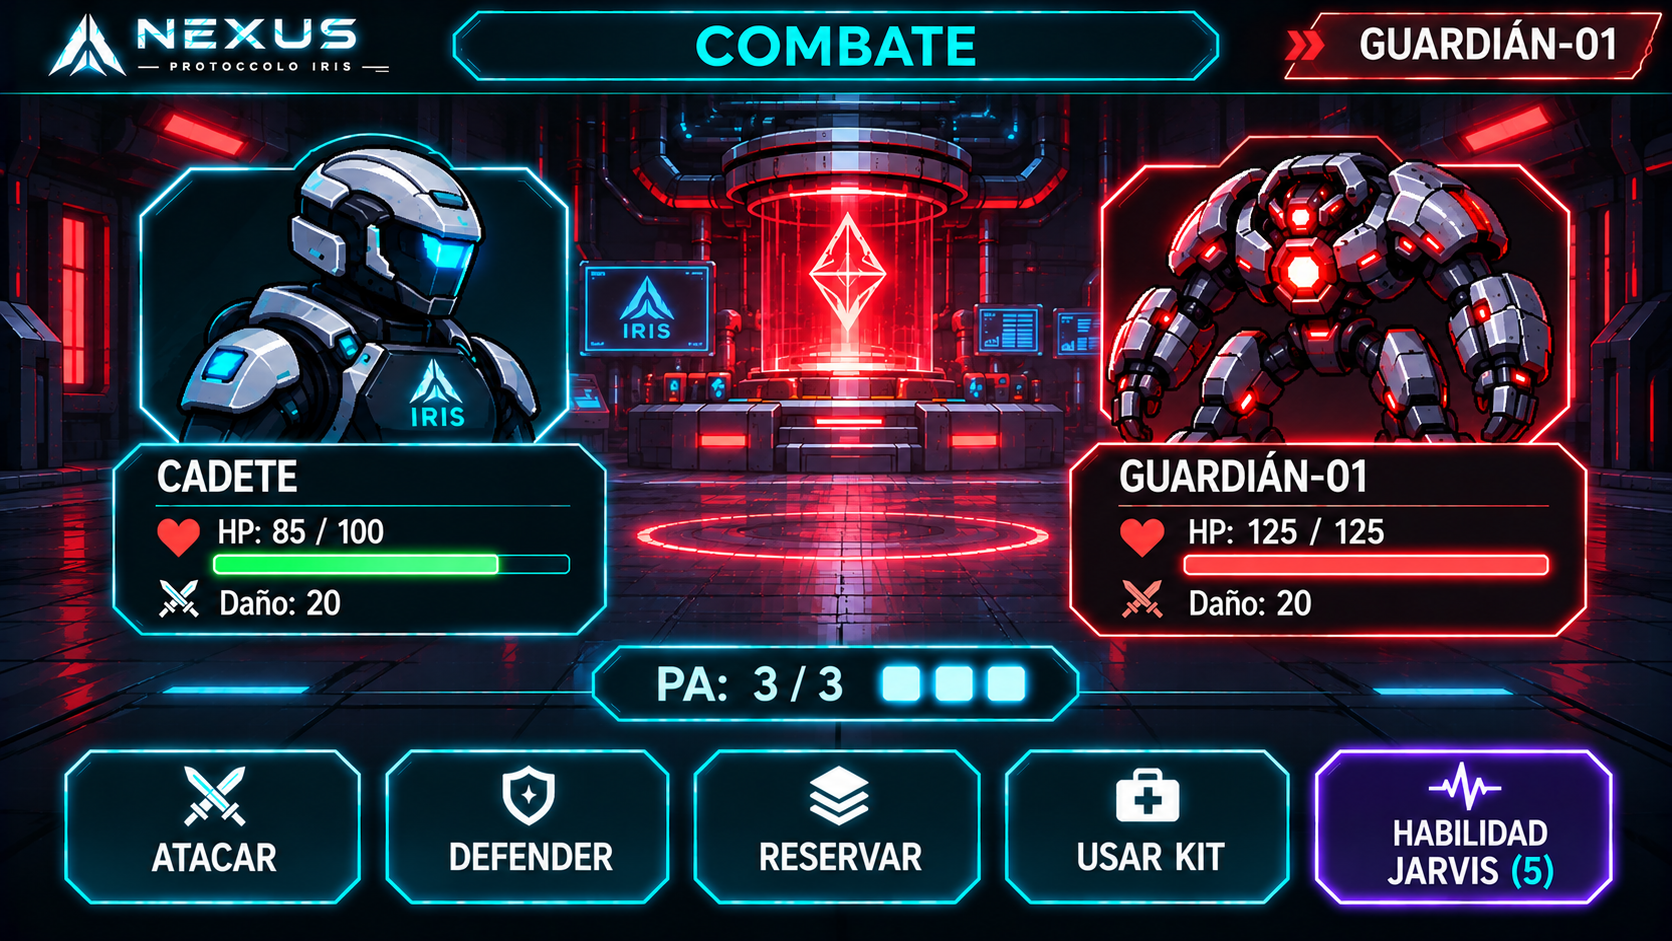 NEXUS
PROTOCCOLO IRIS
COMBATE
GUARDIÁN-01
IRIS
IRIS
CADETE
HP: 85 / 100
Daño: 20
GUARDIÁN-01
HP: 125 / 125
Daño: 20
PA: 3 / 3
ATACAR
DEFENDER
RESERVAR
USAR KIT
HABILIDAD
JARVIS (5)